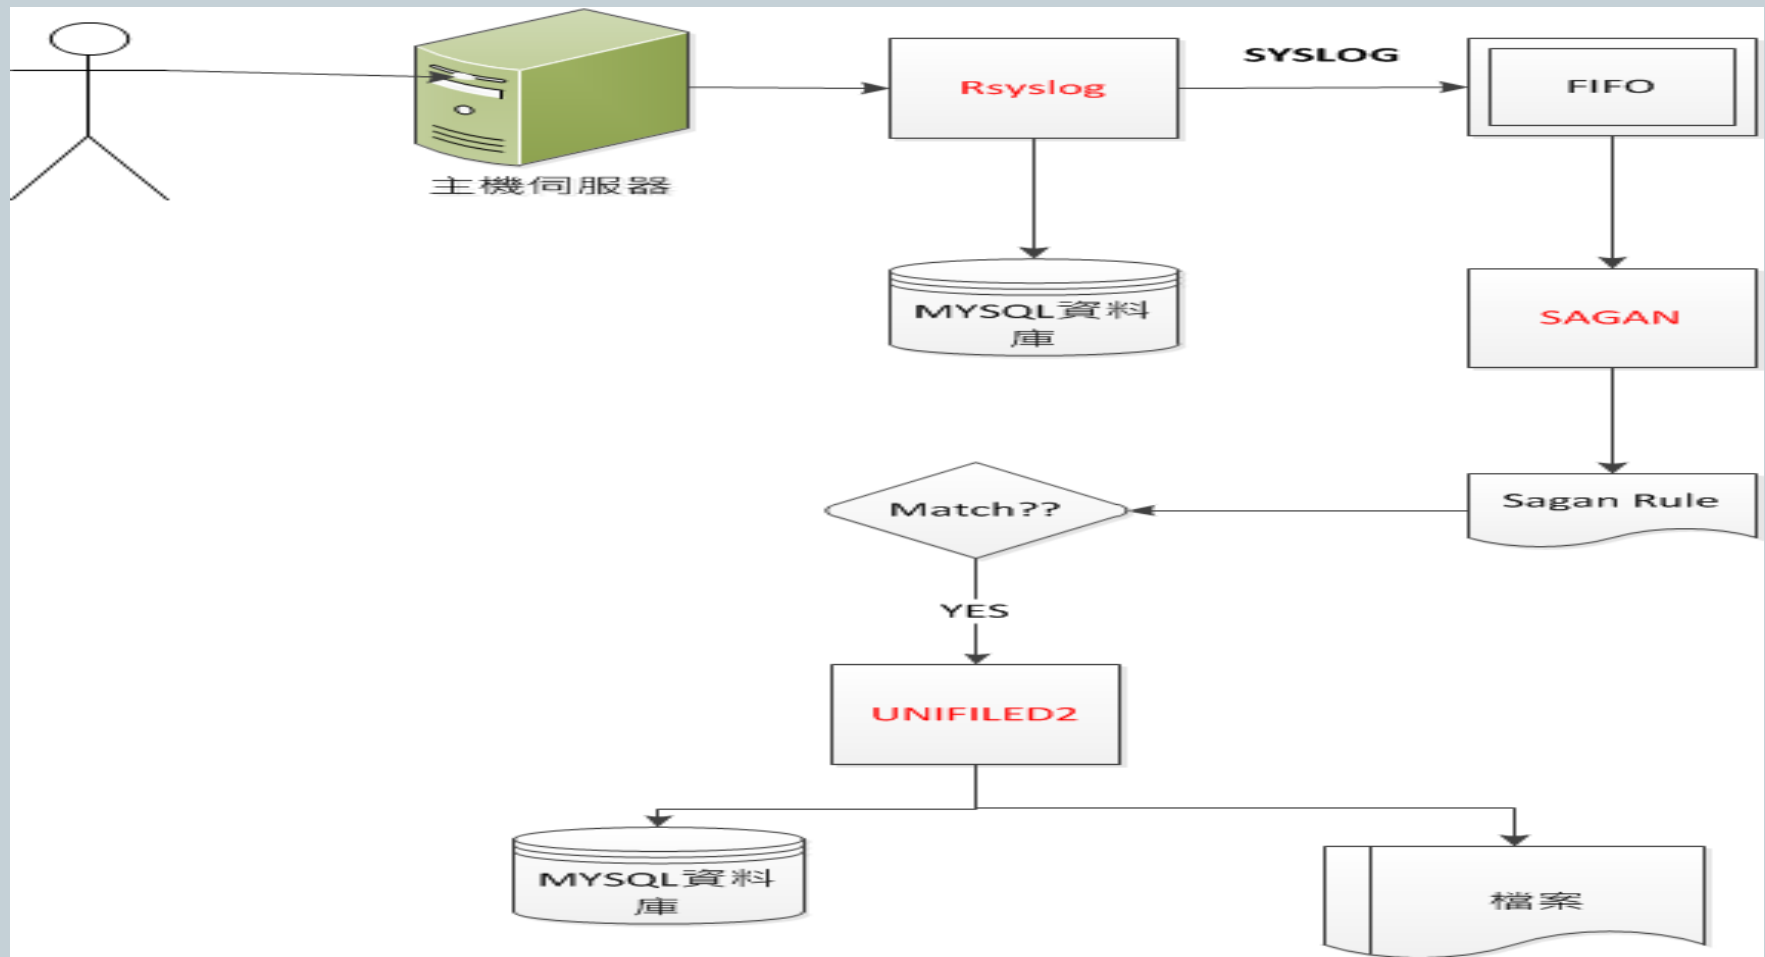 SYSLOG
Rsyslog
FIFO
主機伺服器
MYSQL資料
庫
SAGAN
Sagan Rule
Match??
YES
UNIFILED2
MYSQL資料
庫
檔案